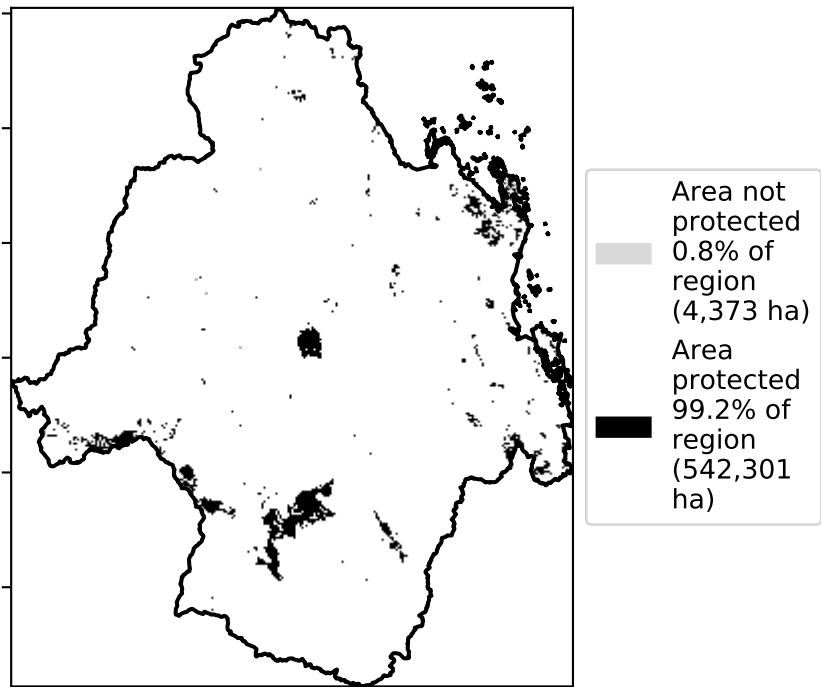 Area not
protected
0.8% of
region
(4,373 ha)
Area
protected
99.2% of
region
(542,301
ha)